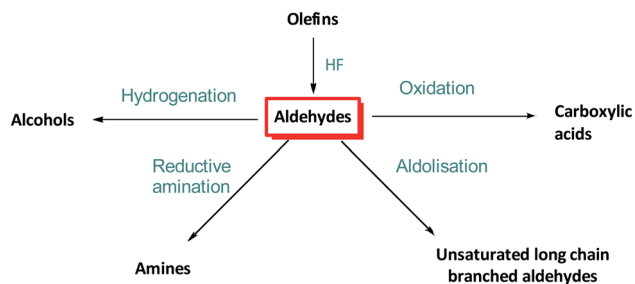 Olefins
HF
Hydrogenation
Oxidation
Alcohols
Aldehydes
Carboxylic
acids
Reductive
amination
Aldolisation
Amines
Unsaturated long chain
branched aldehydes